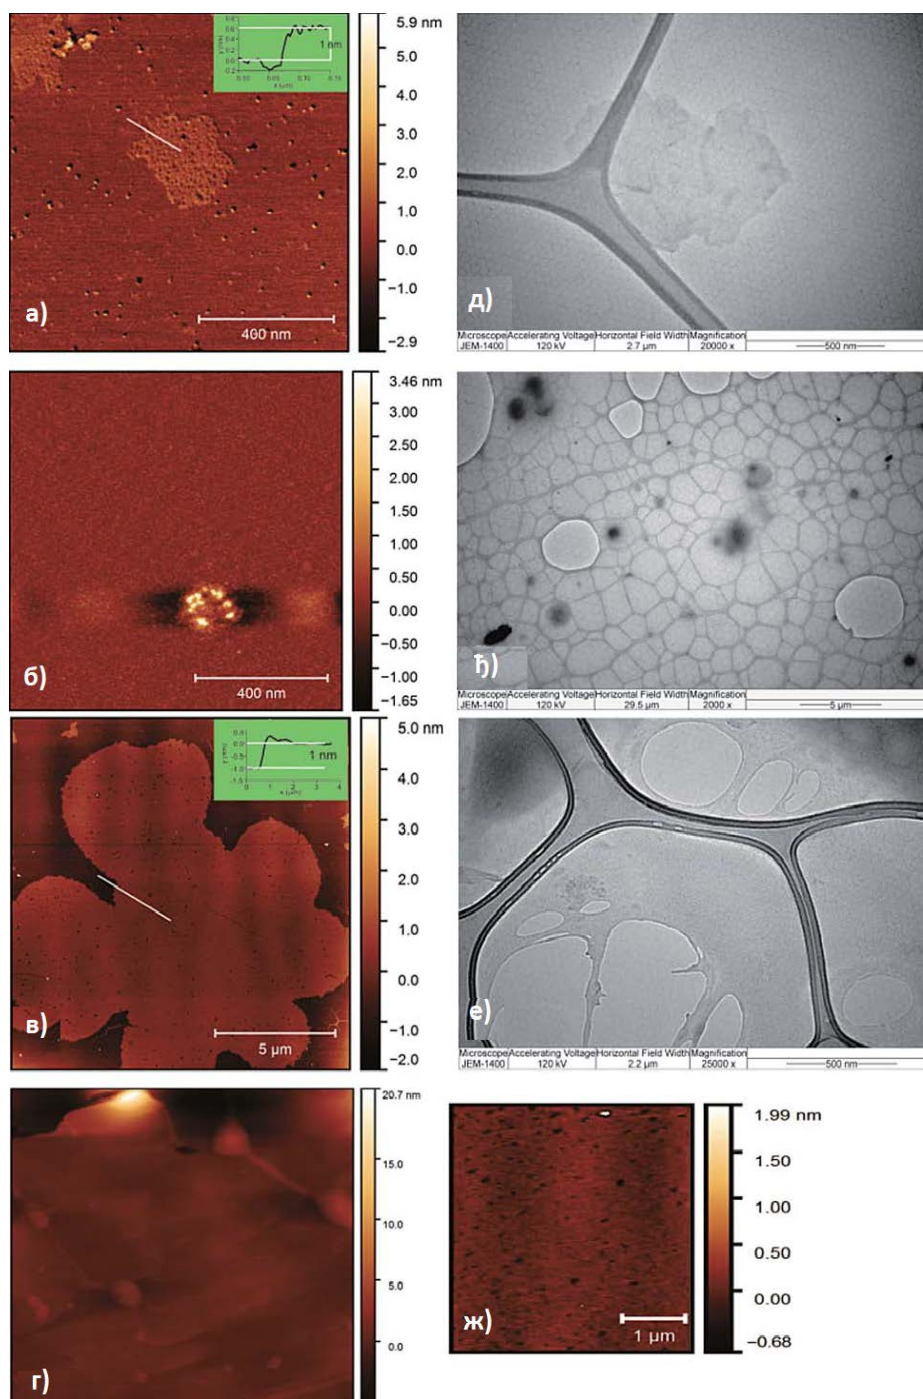 5.9 nm
5.0
4.0
3.0
2.0
1.0
0.0
−1.0
−2.9
1 nm
400 nm
а)
д)
Microscope Accelerating Voltage Horizontal Field Width Magnification
JEM-1400 120 kV 2.7 µm 20000 x 500 nm
3.46 nm
3.00
2.50
2.00
1.50
1.00
0.50
0.00
−0.50
−1.00
−1.65
400 nm
б)
ђ)
Microscope Accelerating Voltage Horizontal Field Width Magnification
JEM-1400 120 kV 29.5 µm 2000 x 5 µm
5.0 nm
4.0
3.0
2.0
1.0
0.0
−1.0
−2.0
1 nm
5 µm
в)
е)
Microscope Accelerating Voltage Horizontal Field Width Magnification
JEM-1400 120 kV 2.2 µm 25000 x 500 nm
20.7 nm
15.0
10.0
5.0
0.0
г)
1.99 nm
1.50
1.00
0.50
0.00
−0.68
1 µm
ж)